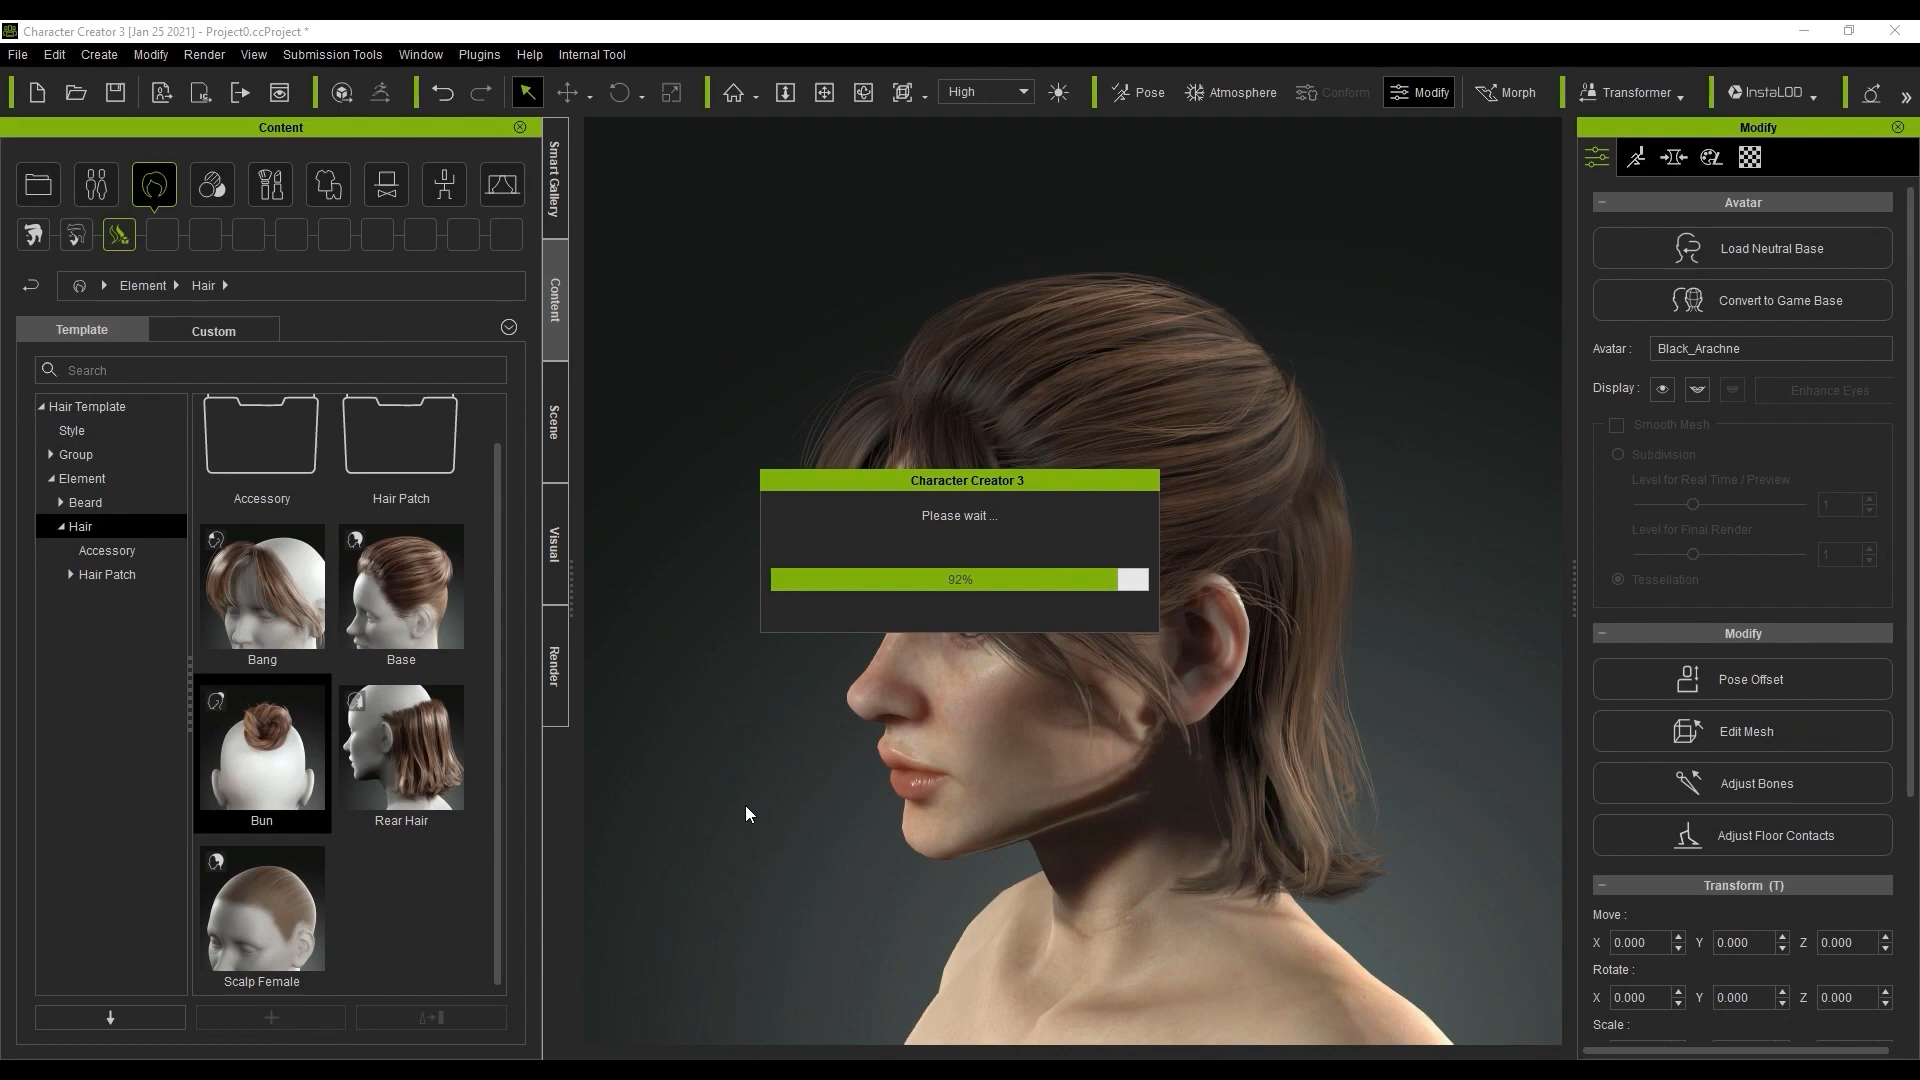 Character Creator 3 [Jan 25 2021] - Project0.ccProject *
File Edit Create Modify Render View Submission Tools Window Plugins Help Internal Tool
High Pose Atmosphere Conform Modify Morph Transformer InstaLOD
Content
Element Hair
Template Custom
Search
Hair Template
Style
Group
Element
Beard
Hair
Accessory
Hair Patch
Accessory Hair Patch
Bang Base
Bun Rear Hair
Scalp Female
Smart Gallery
Content
Scene
Visual
Render
Character Creator 3
Please wait ...
92%
Modify
Avatar
Load Neutral Base
Convert to Game Base
Avatar : Black_Arachne
Display : Enhance Eyes
Smooth Mesh
Subdivision
Level for Real Time / Preview
1
Level for Final Render
1
Tessellation
Modify
Pose Offset
Edit Mesh
Adjust Bones
Adjust Floor Contacts
Transform (T)
Move :
X 0.000 Y 0.000 Z 0.000
Rotate :
X 0.000 Y 0.000 Z 0.000
Scale :